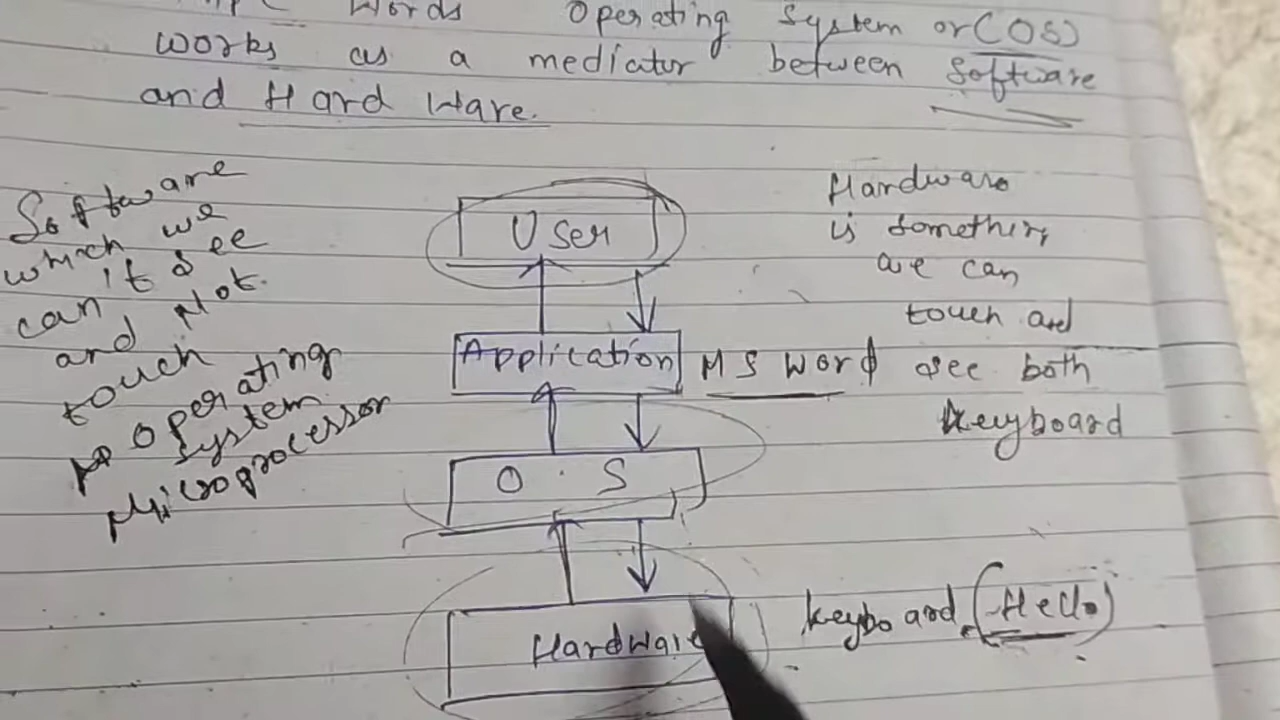 Words Operating System or (OS)
works as a mediator between Software
and Hard Ware.
Software
which we
can it see
and Not.
touch
Operating
System
Microprocessor
User
Application
MS Word
O.S
Hardware
Hardware
is something
we can
touch and
see both
keyboard
keyboard (Hello)